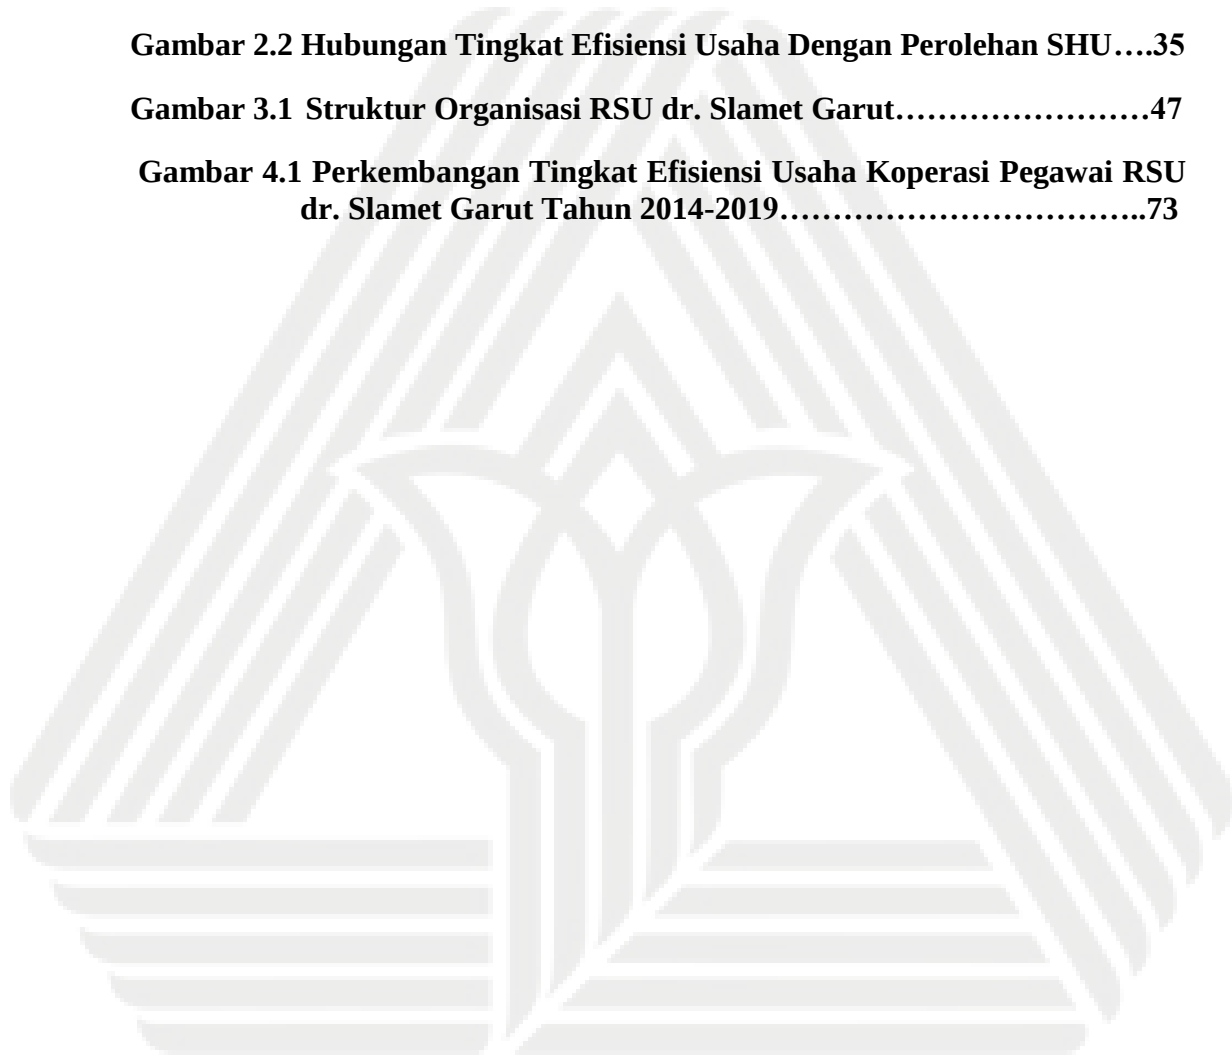 Gambar 2.2 Hubungan Tingkat Efisiensi Usaha Dengan Perolehan SHU….35
Gambar 3.1 Struktur Organisasi RSU dr. Slamet Garut……………………47
Gambar 4.1 Perkembangan Tingkat Efisiensi Usaha Koperasi Pegawai RSU
dr. Slamet Garut Tahun 2014-2019……………………………..73